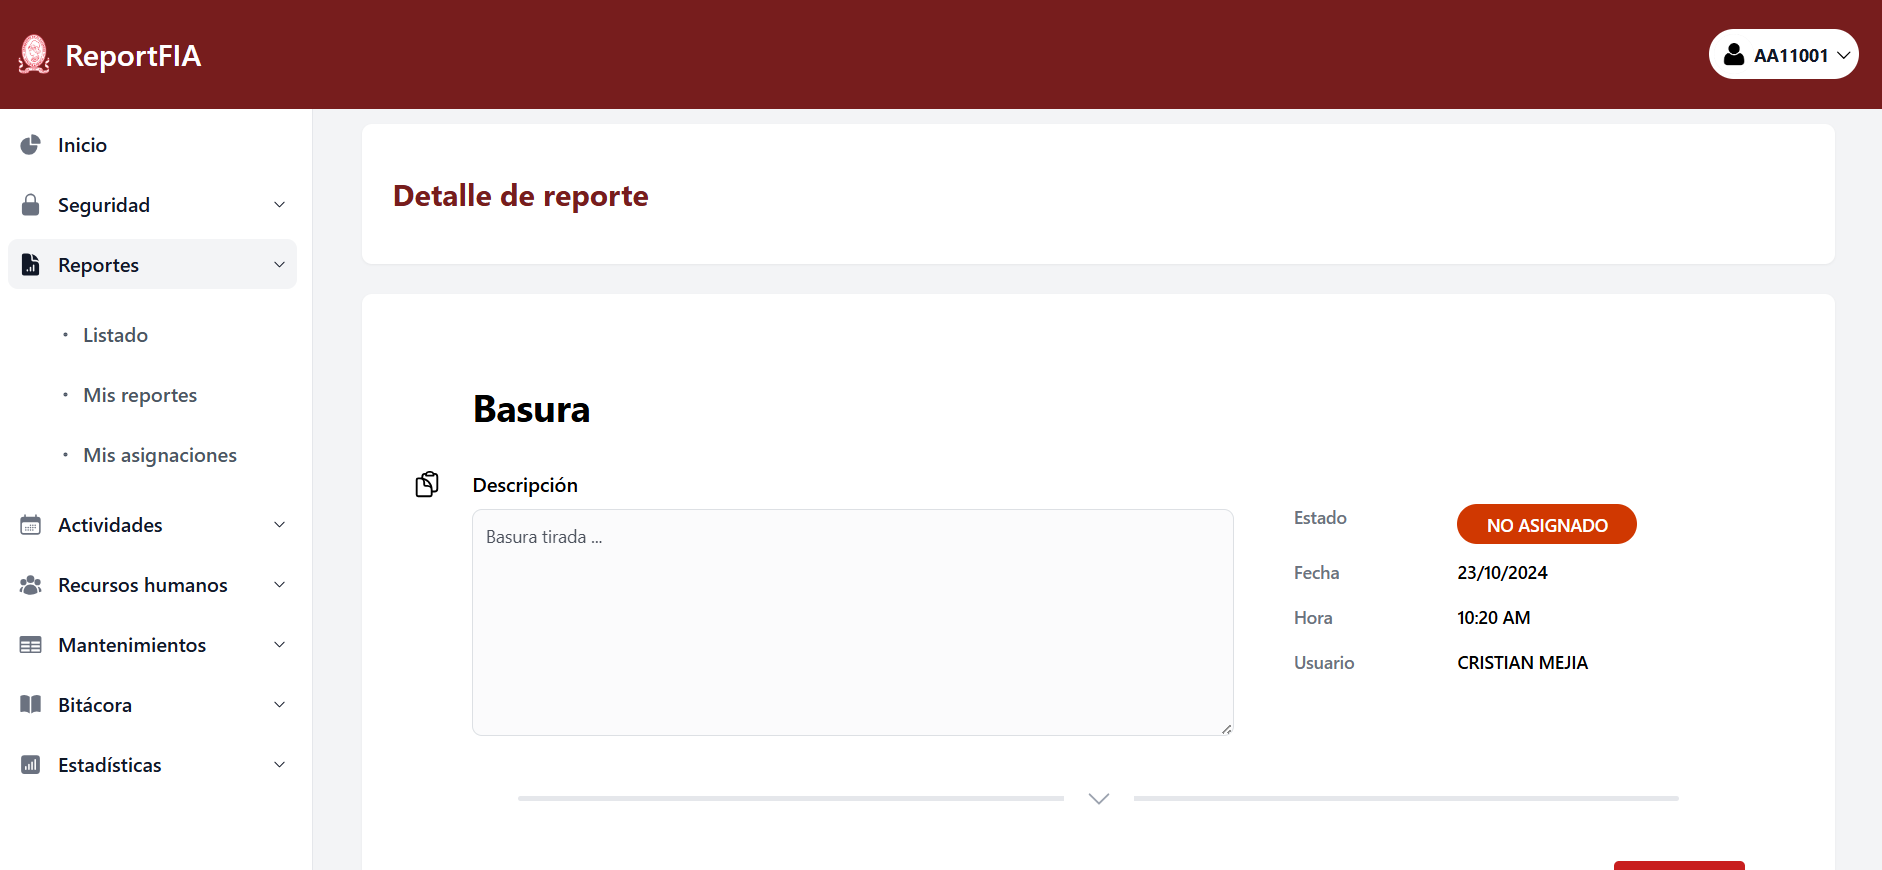 ReportFIA
AA11001
Inicio
Seguridad
Reportes
Listado
Mis reportes
Mis asignaciones
Actividades
Recursos humanos
Mantenimientos
Bitácora
Estadísticas
Detalle de reporte
Basura
Descripción
Basura tirada ...
Estado NO ASIGNADO
Fecha 23/10/2024
Hora 10:20 AM
Usuario CRISTIAN MEJIA